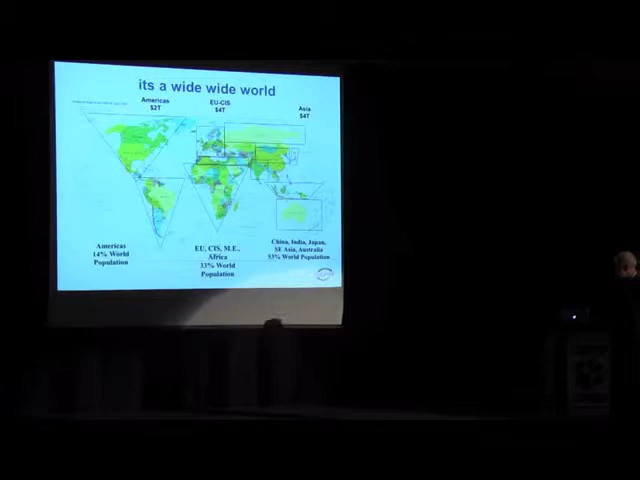 its a wide wide world
Americas
$2T
EU-CIS
$4T
Asia
$4T
Americas
14% World
Population
EU, CIS, M.E.,
Africa
33% World
Population
China, India, Japan,
SE Asia, Australia
53% World Population